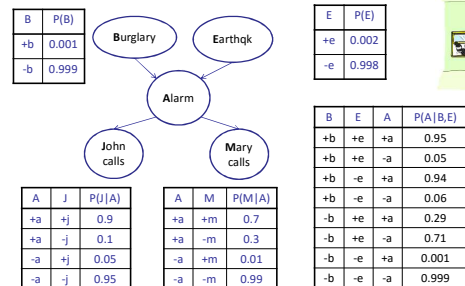 B P(B)
+b 0.001
-b 0.999
Burglary
Earthqk
E P(E)
+e 0.002
-e 0.998
Alarm
John
calls
Mary
calls
A J P(J|A)
+a +j 0.9
+a -j 0.1
-a +j 0.05
-a -j 0.95
A M P(M|A)
+a +m 0.7
+a -m 0.3
-a +m 0.01
-a -m 0.99
B E A P(A|B,E)
+b +e +a 0.95
+b +e -a 0.05
+b -e +a 0.94
+b -e -a 0.06
-b +e +a 0.29
-b +e -a 0.71
-b -e +a 0.001
-b -e -a 0.999